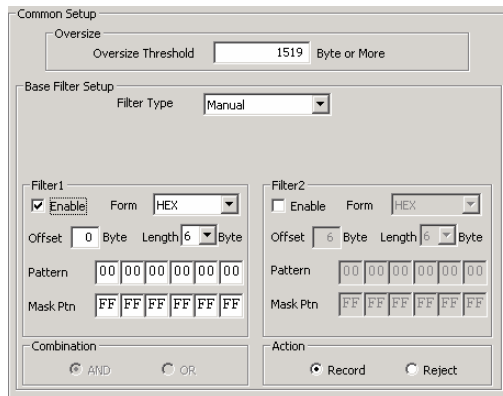 Common Setup
Oversize
Oversize Threshold 1519 Byte or More
Base Filter Setup
Filter Type Manual
Filter1
Enable Form HEX
Offset 0 Byte Length 6 Byte
Pattern 00 00 00 00 00 00
Mask Ptn FF FF FF FF FF FF
Filter2
Enable Form HEX
Offset 6 Byte Length 6 Byte
Pattern 00 00 00 00 00 00
Mask Ptn FF FF FF FF FF FF
Combination
AND OR
Action
Record Reject